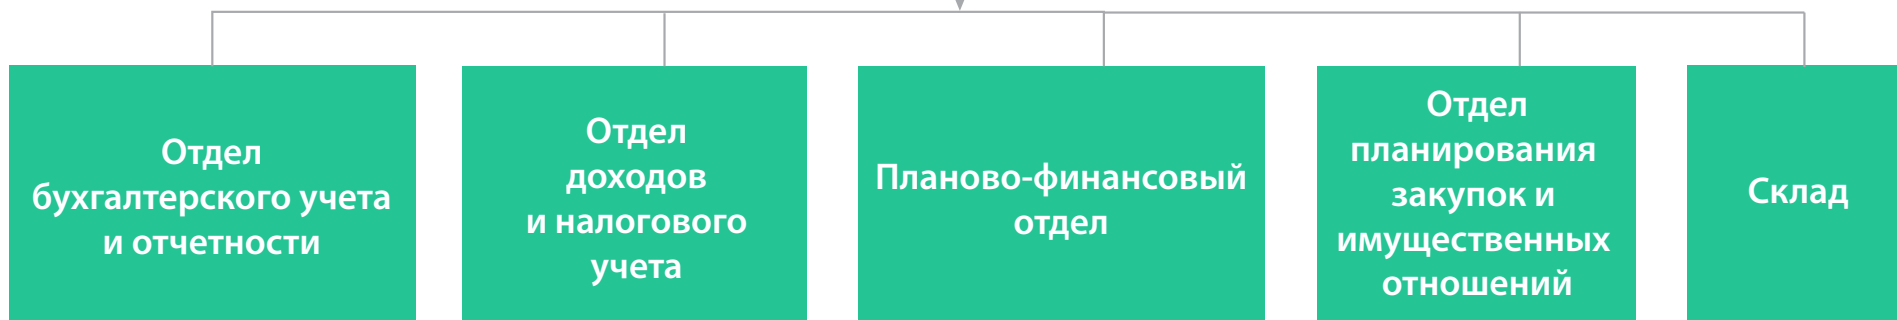 Отдел
бухгалтерского учета
и отчетности
Отдел
доходов
и налогового
учета
Планово-финансовый
отдел
Отдел
планирования
закупок и
имущественных
отношений
Склад